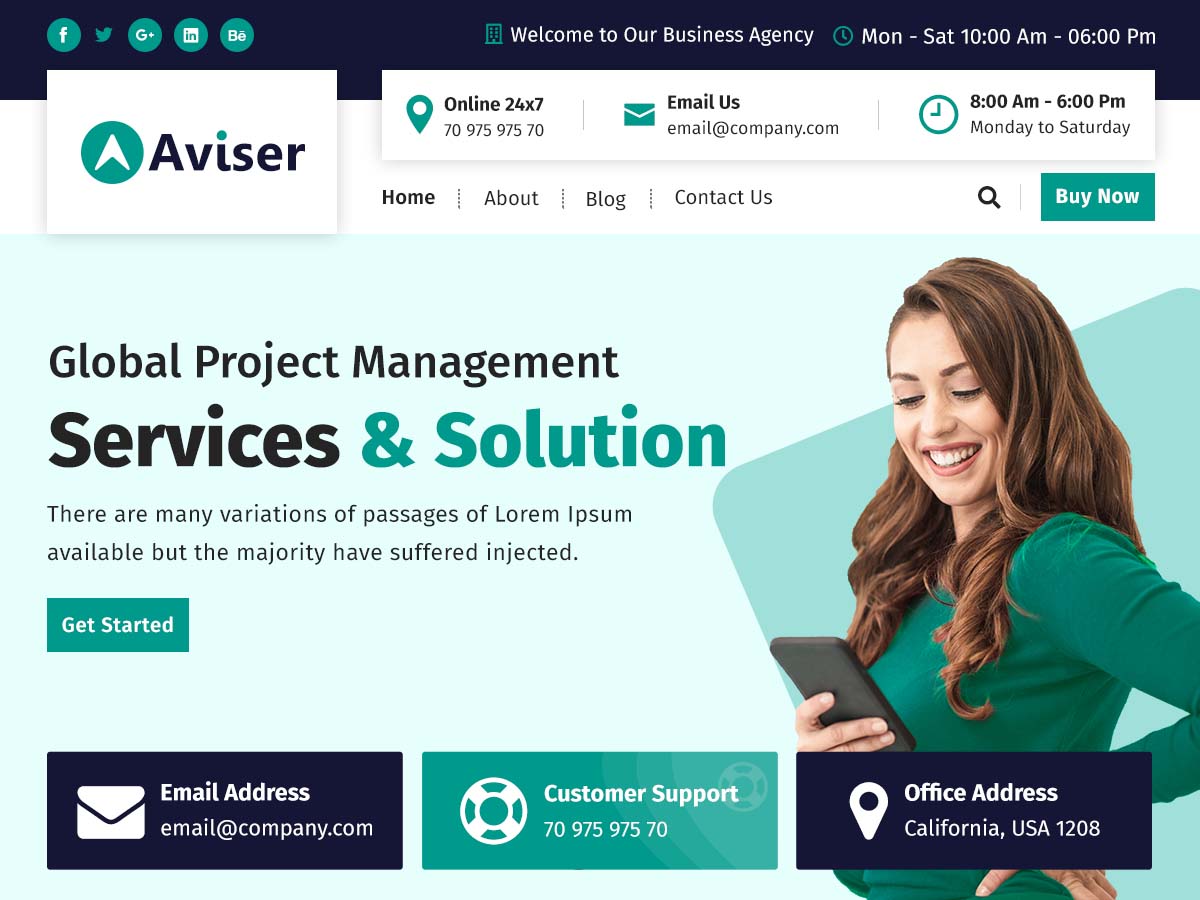 Welcome to Our Business Agency
Mon - Sat 10:00 Am - 06:00 Pm
Aviser
Online 24x7
70 975 975 70
Email Us
email@company.com
8:00 Am - 6:00 Pm
Monday to Saturday
Home
About
Blog
Contact Us
Buy Now
Global Project Management
Services & Solution
There are many variations of passages of Lorem Ipsum
available but the majority have suffered injected.
Get Started
Email Address
email@company.com
Customer Support
70 975 975 70
Office Address
California, USA 1208